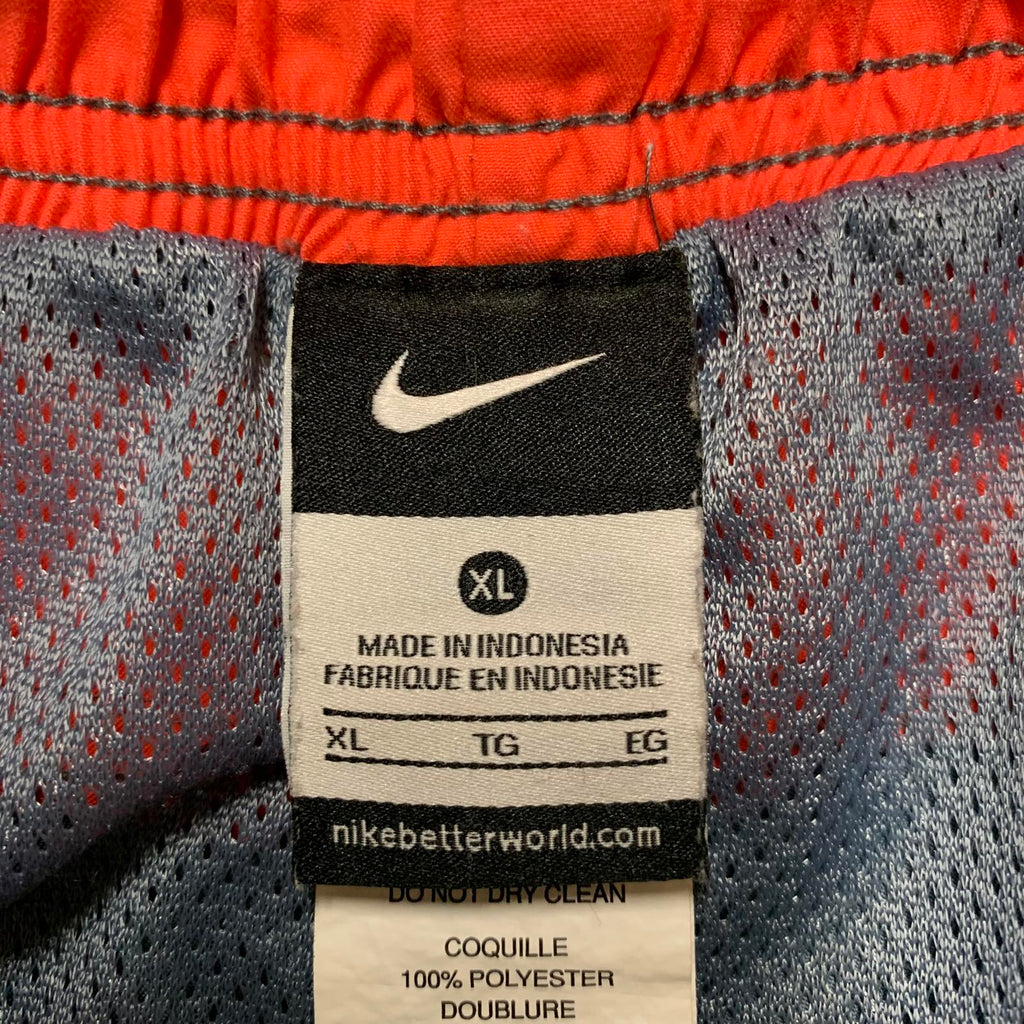 XL
MADE IN INDONESIA
FABRIQUE EN INDONESIE
XL TG EG
nikebetterworld.com
DO NOT DRY CLEAN
COQUILLE
100% POLYESTER
DOUBLURE